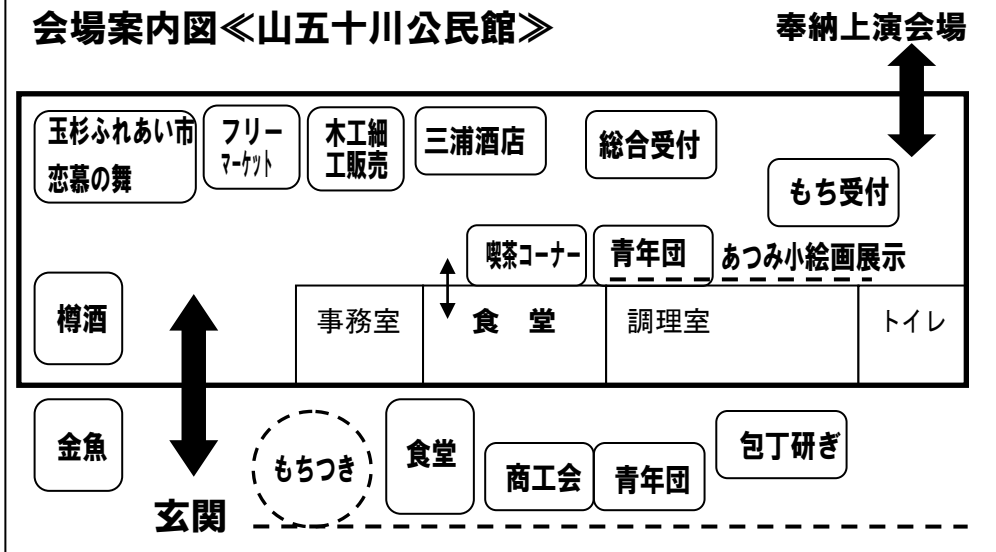 会場案内図≪山五十川公民館≫
奉納上演会場
玉杉ふれあい市
恋慕の舞
フリー
マーケット
木工細
工販売
三浦酒店
総合受付
もち受付
喫茶コーナー
青年団
あつみ小絵画展示
樽酒
事務室
食 堂
調理室
トイレ
金魚
もちつき
食堂
商工会
青年団
包丁研ぎ
玄関